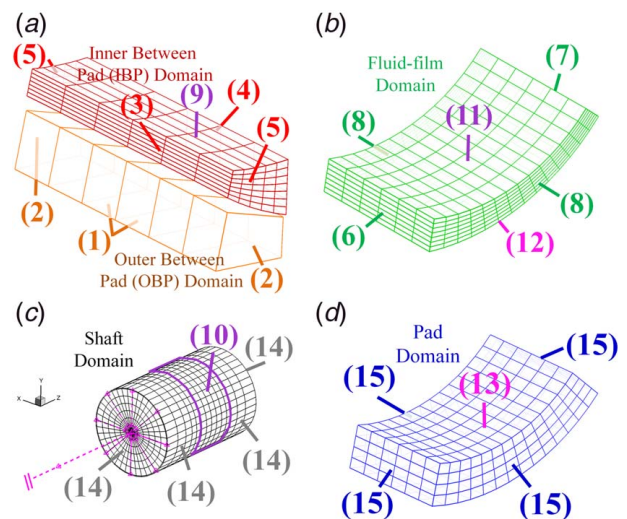 (a)
Inner Between
Pad (IBP) Domain
(5)
(3)
(9)
(4)
(5)
(2)
(1)
(2)
Outer Between
Pad (OBP) Domain
(b)
Fluid-film
Domain
(7)
(8)
(11)
(8)
(6)
(12)
(c)
Shaft
Domain
(10)
(14)
Y
X
Z
(14)
(14)
(14)
(d)
Pad
Domain
(15)
(15)
(13)
(15)
(15)